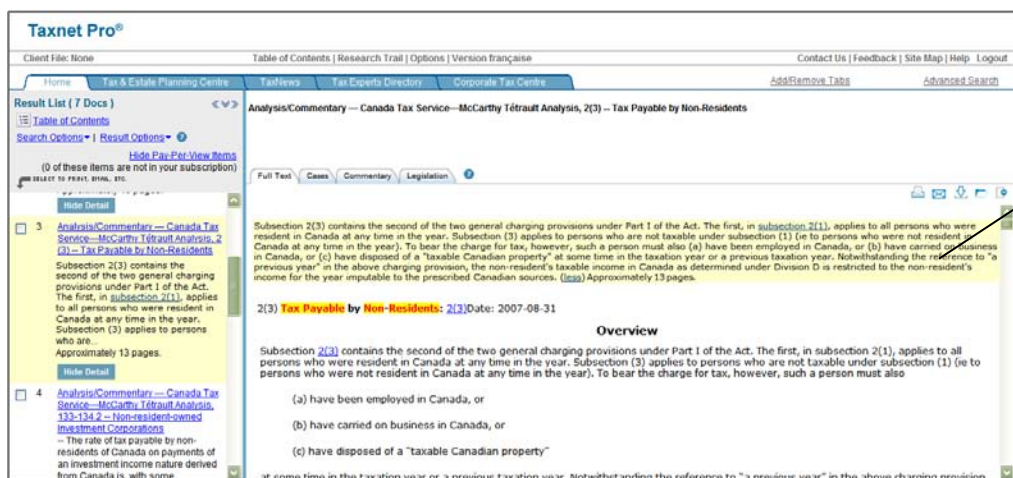 Taxnet Pro®
Client File: None
Table of Contents | Research Trail | Options | Version française
Contact Us | Feedback | Site Map | Help Logout
Home
Tax & Estate Planning Centre
TaxNews
Tax Experts Directory
Corporate Tax Centre
Add/Remove Tabs
Advanced Search
Result List ( 7 Docs )
Table of Contents
Search Options | Result Options
Hide Pay-Per-View Items
(0 of these items are not in your subscription)
SELECT TO PRINT, EMAIL, ETC.
Hide Detail
3 Analysis/Commentary — Canada Tax
Service—McCarthy Tétrault Analysis, 2
(3) -- Tax Payable by Non-Residents
Subsection 2(3) contains the
second of the two general charging
provisions under Part I of the Act.
The first, in subsection 2(1), applies
to all persons who were resident in
Canada at any time in the year.
Subsection (3) applies to persons
who are...
Approximately 13 pages.
Hide Detail
4 Analysis/Commentary — Canada Tax
Service—McCarthy Tétrault Analysis,
133-134.2 -- Non-resident-owned
Investment Corporations
-- The rate of tax payable by non-
residents of Canada on payments of
an investment income nature derived
from Canada is, with some
Analysis/Commentary — Canada Tax Service—McCarthy Tétrault Analysis, 2(3) -- Tax Payable by Non-Residents
Full Text
Cases
Commentary
Legislation
Subsection 2(3) contains the second of the two general charging provisions under Part I of the Act. The first, in subsection 2(1), applies to all persons who were
resident in Canada at any time in the year. Subsection (3) applies to persons who are not taxable under subsection (1) (ie to persons who were not resident in
Canada at any time in the year). To bear the charge for tax, however, such a person must also (a) have been employed in Canada, or (b) have carried on business
in Canada, or (c) have disposed of a "taxable Canadian property" at some time in the taxation year or a previous taxation year. Notwithstanding the reference to "a
previous year" in the above charging provision, the non-resident's taxable income in Canada as determined under Division D is restricted to the non-resident's
income for the year imputable to the prescribed Canadian sources. (less) Approximately 13 pages.
2(3) Tax Payable by Non-Residents: 2(3)Date: 2007-08-31
Overview
Subsection 2(3) contains the second of the two general charging provisions under Part I of the Act. The first, in subsection 2(1), applies to all
persons who were resident in Canada at any time in the year. Subsection (3) applies to persons who are not taxable under subsection (1) (ie to
persons who were not resident in Canada at any time in the year). To bear the charge for tax, however, such a person must also
(a) have been employed in Canada, or
(b) have carried on business in Canada, or
(c) have disposed of a "taxable Canadian property"
at some time in the taxation year or a previous taxation year. Notwithstanding the reference to "a previous year" in the above charging provision